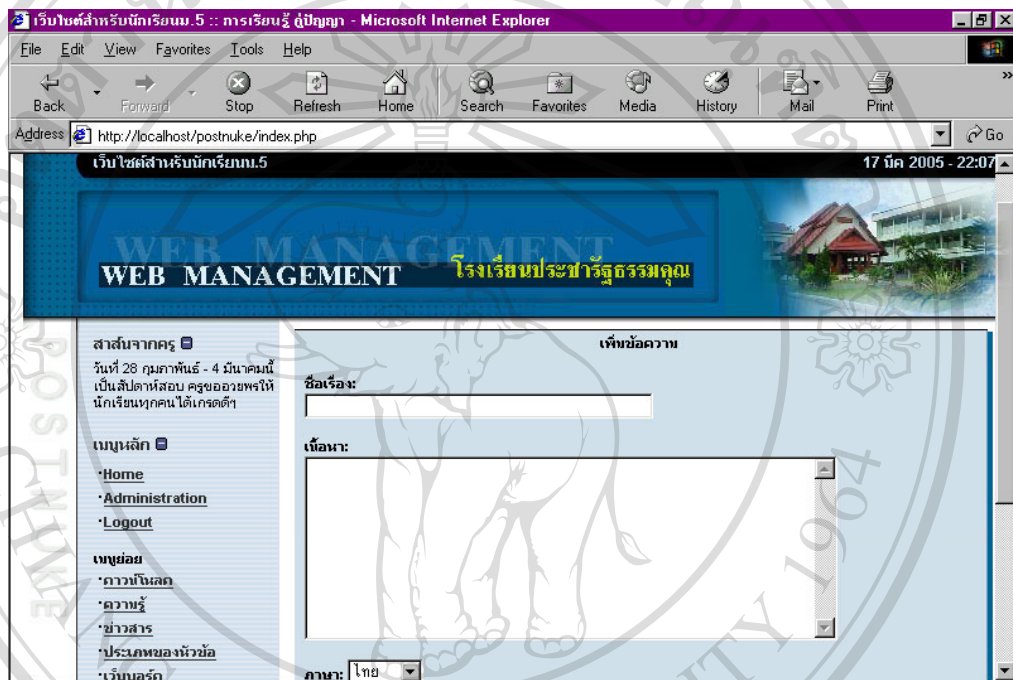 เว็บไซต์สำหรับนักเรียนม.5 :: การเรียนรู้ คู่ปัญญา - Microsoft Internet Explorer
File Edit View Favorites Tools Help
Back Forward Stop Refresh Home Search Favorites Media History Mail Print
Address http://localhost/postnuke/index.php Go
เว็บไซต์สำหรับนักเรียนม.5 17 มีค 2005 - 22:07
WEB MANAGEMENT
WEB MANAGEMENT โรงเรียนประชารัฐธรรมคุณ
สาส์นจากครู
วันที่ 28 กุมภาพันธ์ - 4 มีนาคมนี้
เป็นสัปดาห์สอบ ครูขออวยพรให้
นักเรียนทุกคนได้เกรดดีๆ
เมนูหลัก
·Home
·Administration
·Logout
เมนูย่อย
·ดาวน์โหลด
·ความรู้
·ข่าวสาร
·ประเภทของหัวข้อ
·เว็บบอร์ด
POSTNUKE
เพิ่มข้อความ
ชื่อเรื่อง:
เนื้อหา:
ภาษา: ไทย